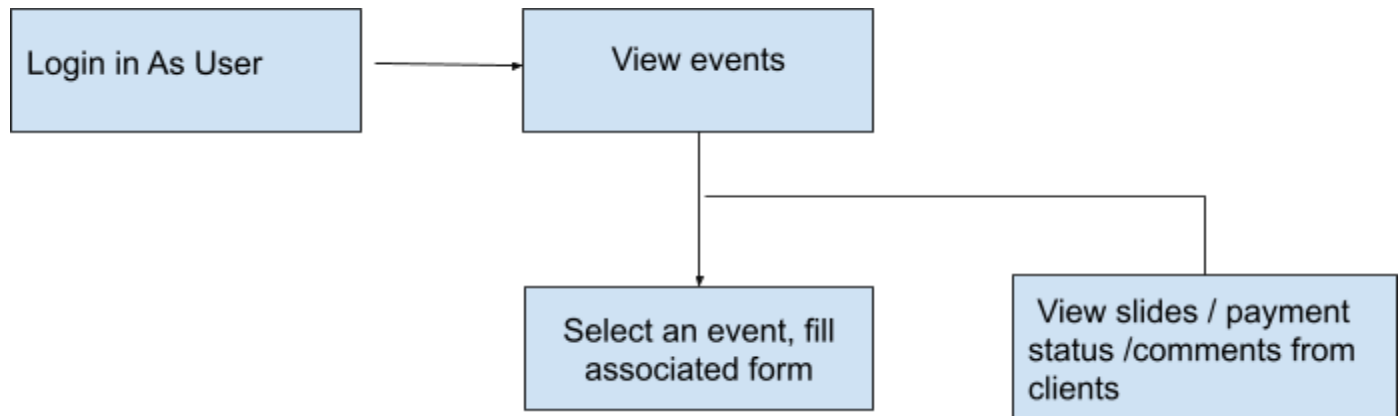 Login in As User
View events
Select an event, fill
associated form
View slides / payment
status /comments from
clients